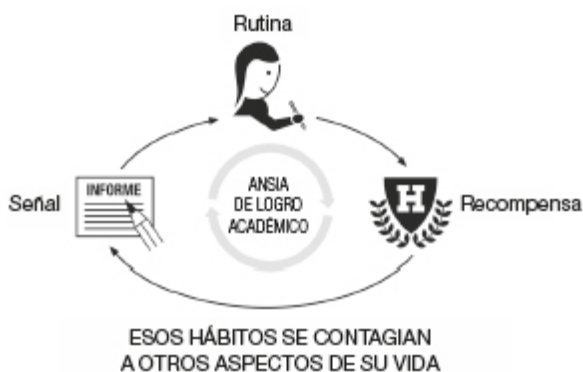 Rutina
INFORME
Señal
ANSIA
DE LOGRO
ACADÉMICO
H
Recompensa
ESOS HÁBITOS SE CONTAGIAN
A OTROS ASPECTOS DE SU VIDA